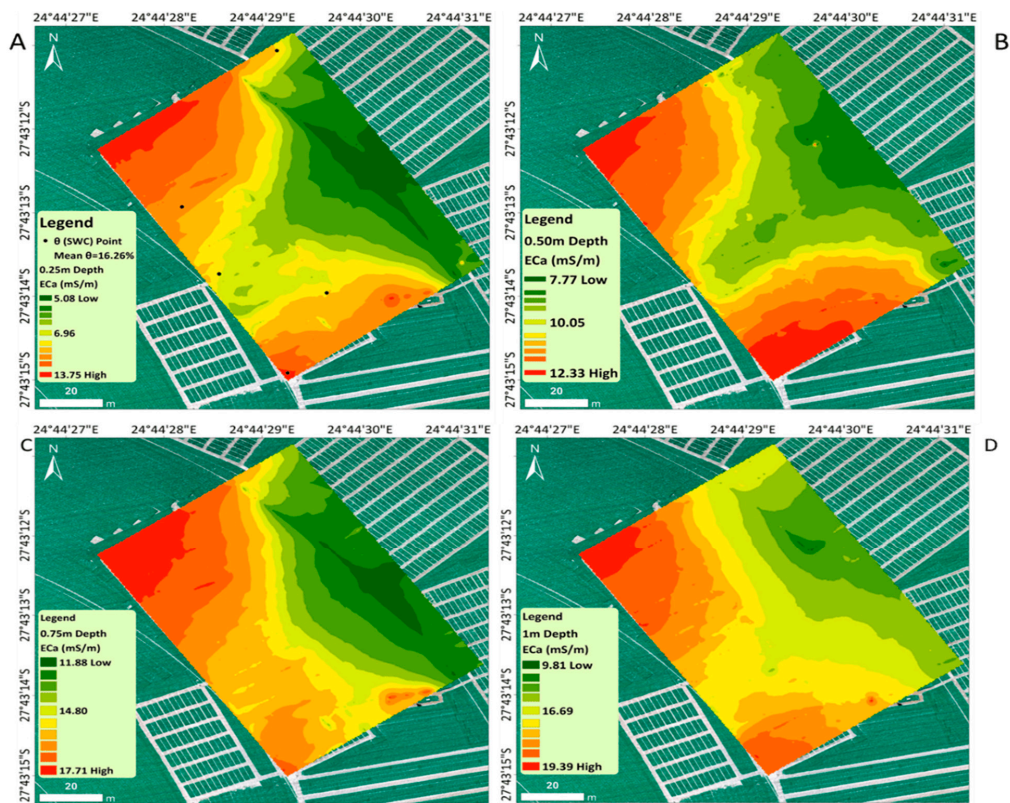 24°44'27"E 24°44'28"E 24°44'29"E 24°44'30"E 24°44'31"E
A
N
27°43'12"S
27°43'13"S
27°43'14"S
27°43'15"S
Legend
θ (SWC) Point
Mean θ=16.26%
0.25m Depth
ECa (mS/m)
5.08 Low
6.96
13.75 High
20
m
24°44'27"E 24°44'28"E 24°44'29"E 24°44'30"E 24°44'31"E
B
N
27°43'12"S
27°43'13"S
27°43'14"S
27°43'15"S
Legend
0.50m Depth
ECa (mS/m)
7.77 Low
10.05
12.33 High
20
m
24°44'27"E 24°44'28"E 24°44'29"E 24°44'30"E 24°44'31"E
C
N
27°43'12"S
27°43'13"S
27°43'14"S
27°43'15"S
Legend
0.75m Depth
ECa (mS/m)
11.88 Low
14.80
17.71 High
20
m
24°44'27"E 24°44'28"E 24°44'29"E 24°44'30"E 24°44'31"E
D
N
27°43'12"S
27°43'13"S
27°43'14"S
27°43'15"S
Legend
1m Depth
ECa (mS/m)
9.81 Low
16.69
19.39 High
20
m